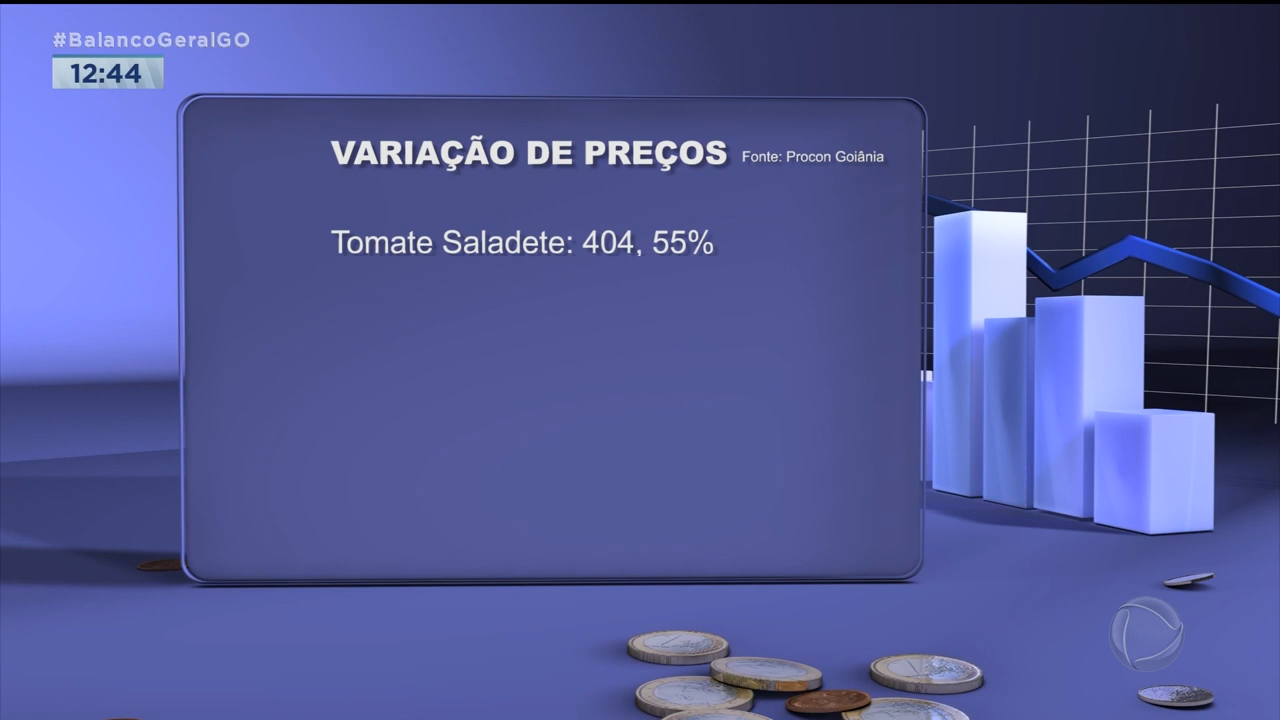 #BalancoGeralGO
12:44
VARIAÇÃO DE PREÇOS Fonte: Procon Goiânia
Tomate Saladete: 404, 55%